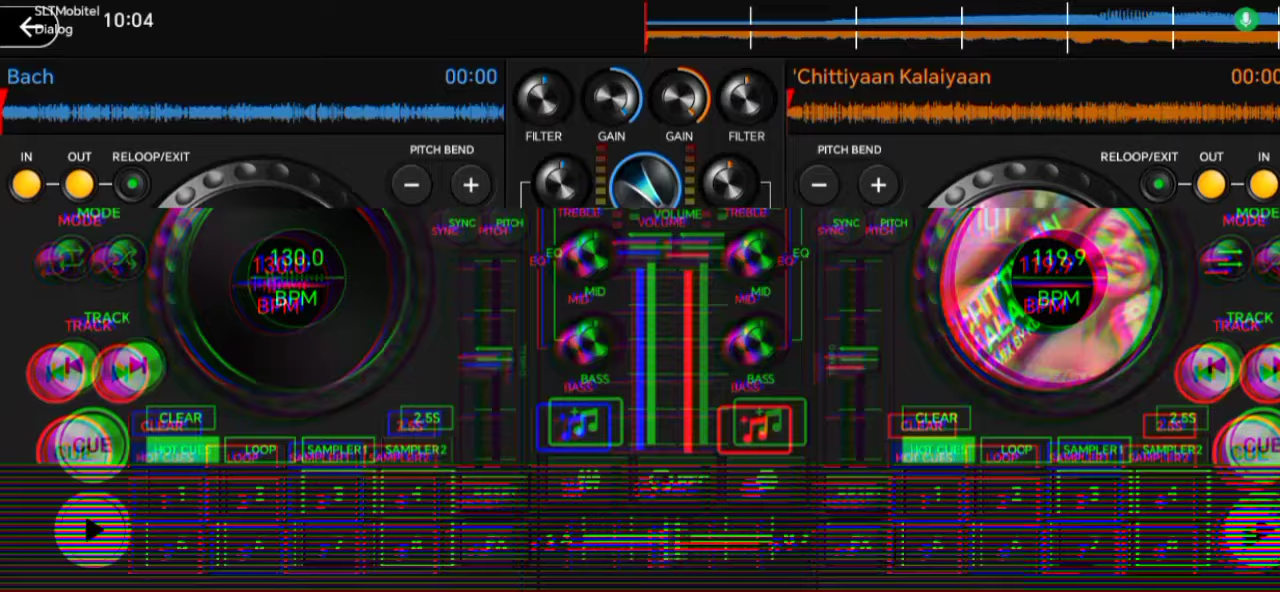 SLTMobitel
Dialog
10:04
Bach 00:00
'Chittiyaan Kalaiyaan 00:00
FILTER GAIN GAIN FILTER
IN OUT RELOOP/EXIT
PITCH BEND
PITCH BEND
RELOOP/EXIT OUT IN
MODE
SYNC PITCH
TREBLE VOLUME TREBLE
SYNC PITCH
MODE
130.0
BPM
EQ EQ
119.9
BPM
MID MID
TRACK
TRACK
BASS BASS
CLEAR 2.5S
CLEAR 2.5S
CUE
CUE
HOT CUES LOOP SAMPLER1 SAMPLER2
HOT CUES LOOP SAMPLER1 SAMPLER2